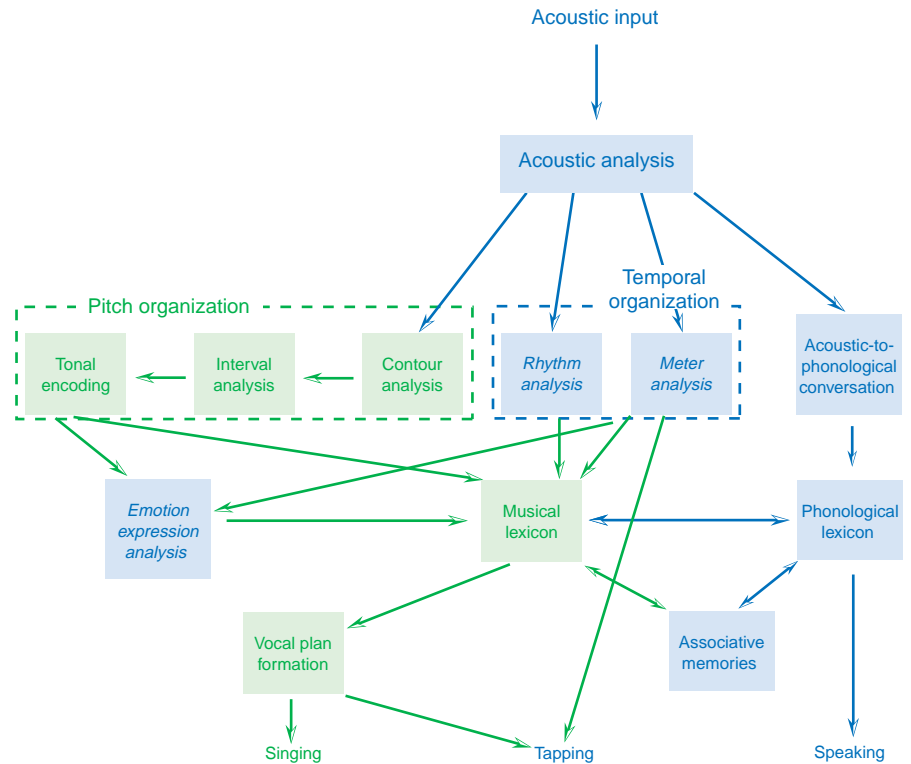 Acoustic input
Acoustic analysis
Pitch organization
Temporal
organization
Tonal
encoding
Interval
analysis
Contour
analysis
Rhythm
analysis
Meter
analysis
Acoustic-to-
phonological
conversation
Emotion
expression
analysis
Musical
lexicon
Phonological
lexicon
Vocal plan
formation
Associative
memories
Singing
Tapping
Speaking